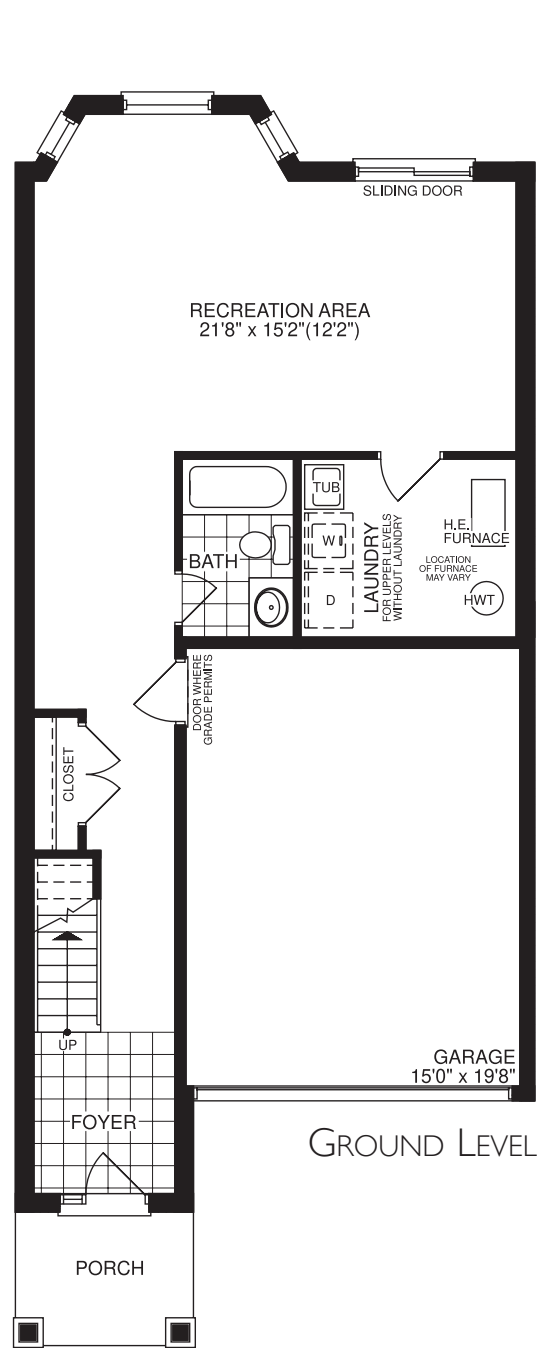 SLIDING DOOR
RECREATION AREA
21'8" x 15'2"(12'2")
TUB
W
D
LAUNDRY
FOR UPPER LEVELS
WITHOUT LAUNDRY
H.E.
FURNACE
LOCATION
OF FURNACE
MAY VARY
HWT
BATH
DOOR WHERE
GRADE PERMITS
CLOSET
UP
GARAGE
15'0" x 19'8"
FOYER
GROUND LEVEL
PORCH